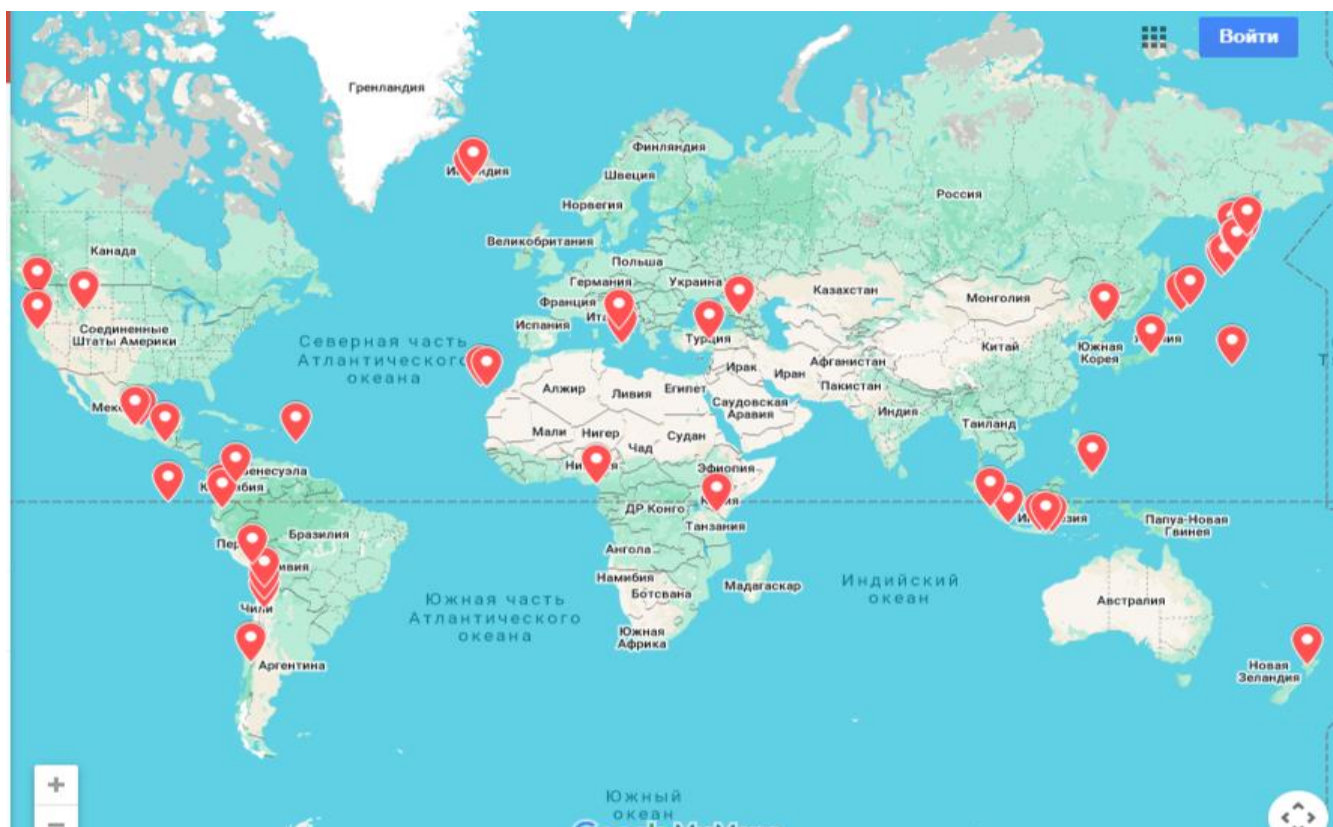 Войти
Гренландия
Финляндия
Швеция
Россия
Норвегия
Великобритания
Канада
Польша
Германия
Украина
Казахстан
Монголия
Франция
Испания
Соединенные
Штаты Америки
Северная часть
Атлантического
океана
Турция
Китай
Южная
Корея
Ирак
Иран
Афганистан
Пакистан
Алжир
Ливия
Египет
Саудовская
Аравия
Индия
Таиланд
Мали
Нигер
Чад
Судан
Эфиопия
ДР Конго
Танзания
Папуа-Новая
Гвинея
Бразилия
Ангола
Намибия
Ботсвана
Мадагаскар
Индийский
океан
Австралия
Южная часть
Атлантического
океана
Чили
Южная
Африка
Аргентина
Новая
Зеландия
Южный
океан
+